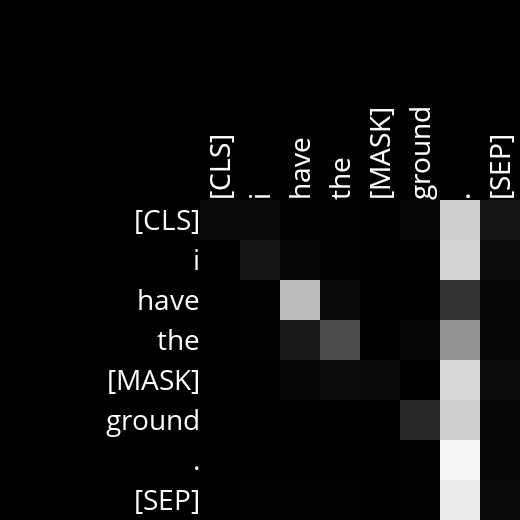 [CLS] i have the [MASK] ground . [SEP]
[CLS]
i
have
the
[MASK]
ground
.
[SEP]